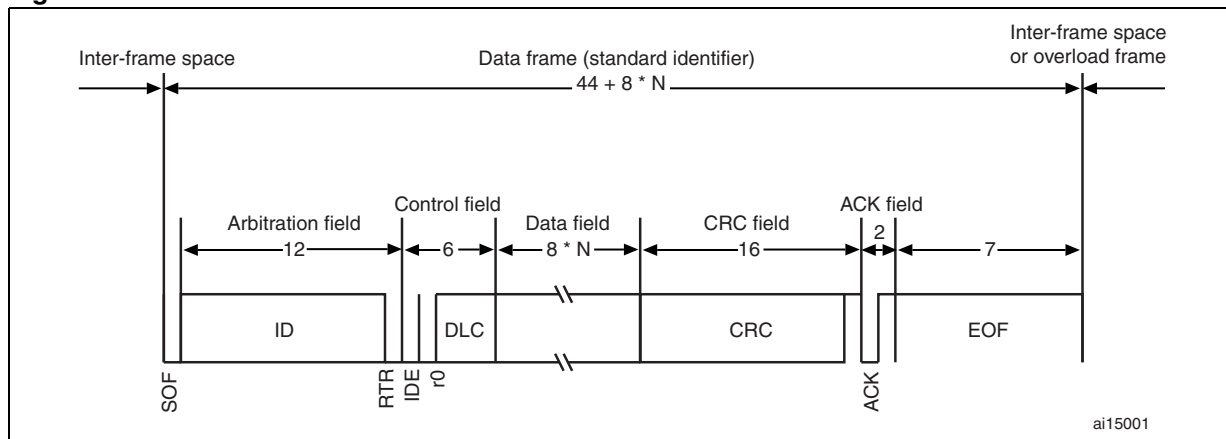 Inter-frame space
Data frame (standard identifier)
44 + 8 * N
Inter-frame space
or overload frame
Arbitration field
12
Control field
6
Data field
8 * N
CRC field
16
ACK field
2
7
ID
DLC
CRC
EOF
SOF
RTR
IDE
r0
ACK
ai15001